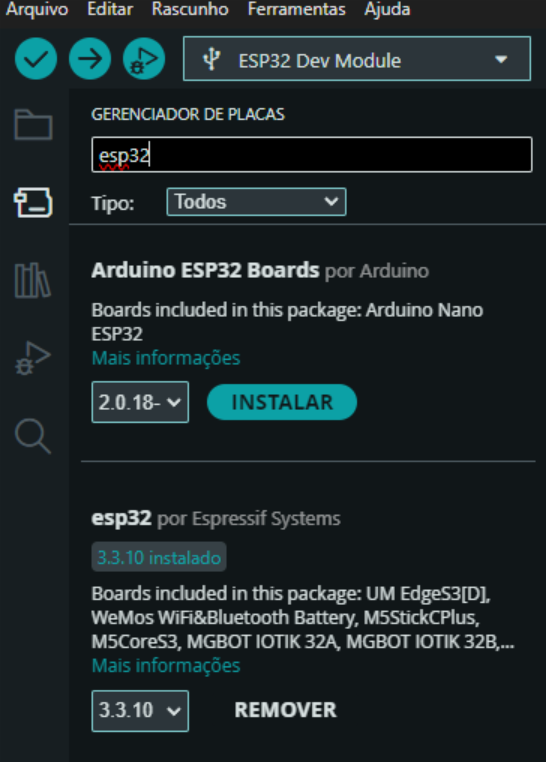 Arquivo Editar Rascunho Ferramentas Ajuda
ESP32 Dev Module
GERENCIADOR DE PLACAS
esp32
Tipo: Todos
Arduino ESP32 Boards por Arduino
Boards included in this package: Arduino Nano
ESP32
Mais informações
2.0.18- INSTALAR
esp32 por Espressif Systems
3.3.10 instalado
Boards included in this package: UM EdgeS3[D],
WeMos WiFi&Bluetooth Battery, M5StickCPlus,
M5CoreS3, MGBOT IOTIK 32A, MGBOT IOTIK 32B,...
Mais informações
3.3.10 REMOVER